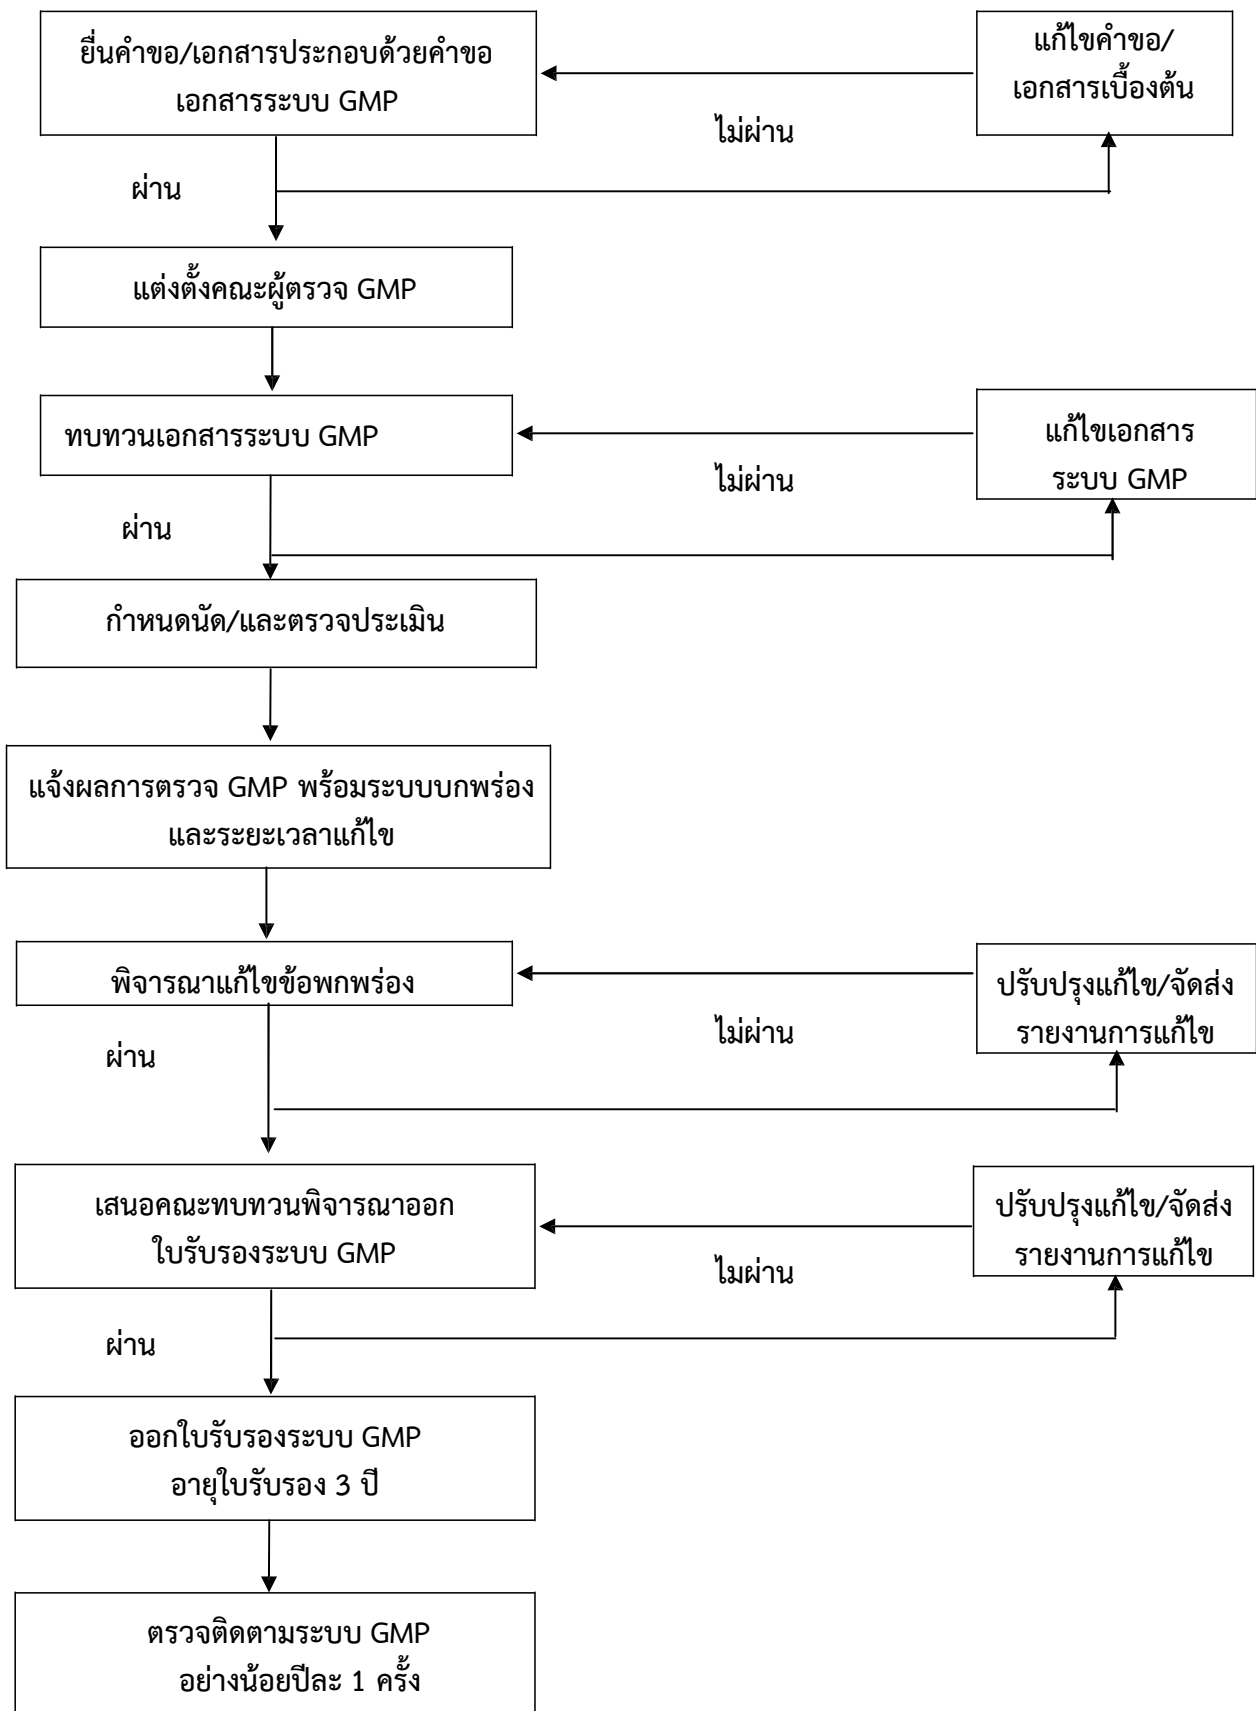 ยื่นคำขอ/เอกสารประกอบด้วยคำขอ
เอกสารระบบ GMP
แก้ไขคำขอ/
เอกสารเบื้องต้น
ไม่ผ่าน
ผ่าน
แต่งตั้งคณะผู้ตรวจ GMP
ทบทวนเอกสารระบบ GMP
แก้ไขเอกสาร
ระบบ GMP
ไม่ผ่าน
ผ่าน
กำหนดนัด/และตรวจประเมิน
แจ้งผลการตรวจ GMP พร้อมระบบบกพร่อง
และระยะเวลาแก้ไข
พิจารณาแก้ไขข้อพกพร่อง
ปรับปรุงแก้ไข/จัดส่ง
รายงานการแก้ไข
ไม่ผ่าน
ผ่าน
เสนอคณะทบทวนพิจารณาออก
ใบรับรองระบบ GMP
ปรับปรุงแก้ไข/จัดส่ง
รายงานการแก้ไข
ไมผ่าน
ผ่าน
ออกใบรับรองระบบ GMP
อายุใบรับรอง 3 ปี
ตรวจติดตามระบบ GMP
อย่างน้อยปีละ 1 ครั้ง